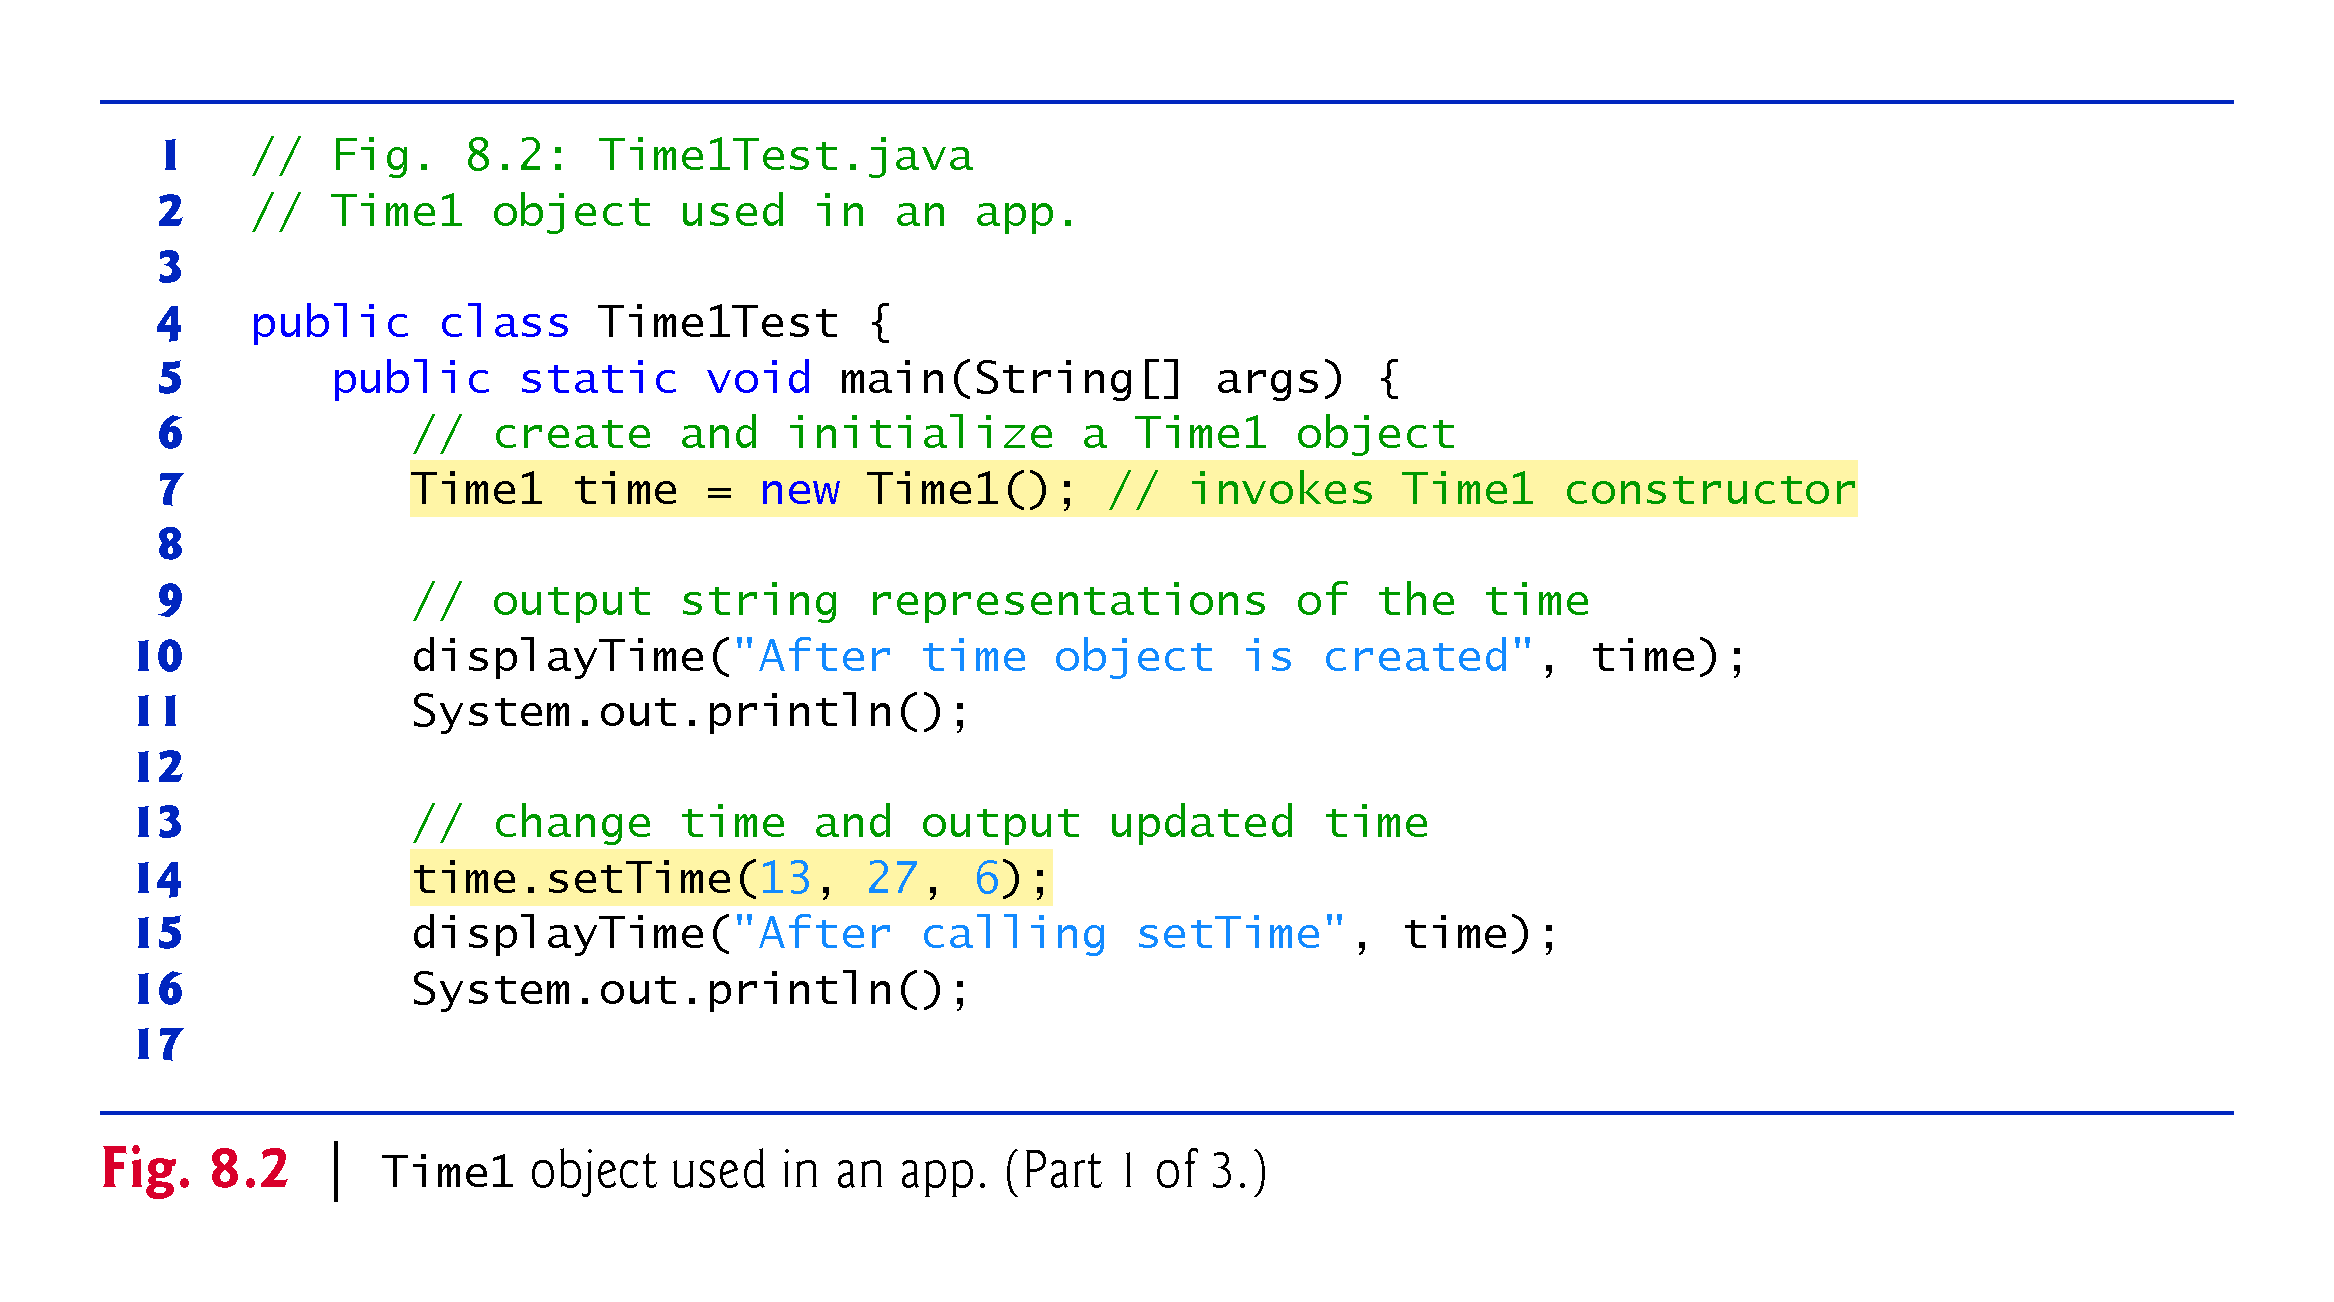 1 // Fig. 8.2: Time1Test.java
2 // Time1 object used in an app.
3
4 public class Time1Test {
5    public static void main(String[] args) {
6       // create and initialize a Time1 object
7       Time1 time = new Time1(); // invokes Time1 constructor
8
9       // output string representations of the time
10       displayTime("After time object is created", time);
11       System.out.println();
12
13       // change time and output updated time
14       time.setTime(13, 27, 6);
15       displayTime("After calling setTime", time);
16       System.out.println();
17
Fig. 8.2 | Time1 object used in an app. (Part 1 of 3.)